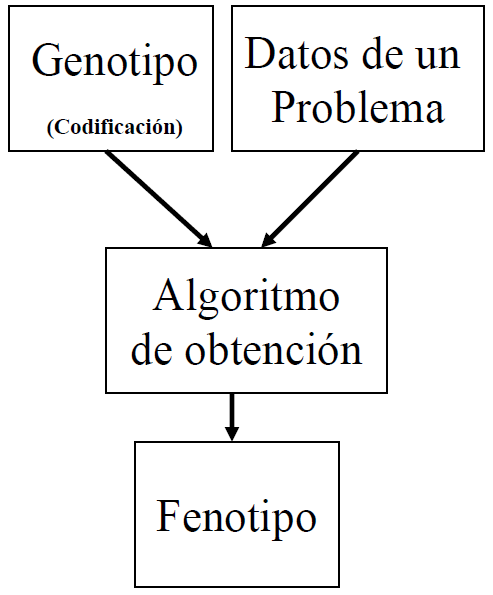 Genotipo
(Codificación)
Datos de un
Problema
Algoritmo
de obtención
Fenotipo